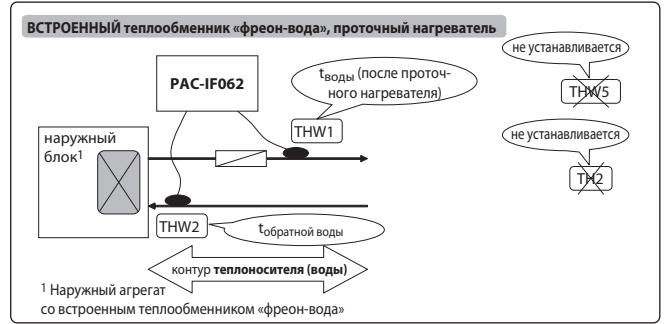 ВСТРОЕННЫЙ теплообменник «фреон-вода», проточный нагреватель
PAC-IF062
tводы (после проточ-
ного нагревателя)
THW1
не устанавливается
THW5
не устанавливается
TH2
наружный
блок1
THW2
tобратной воды
контур теплоносителя (воды)
1 Наружный агрегат
со встроенным теплообменником «фреон-вода»